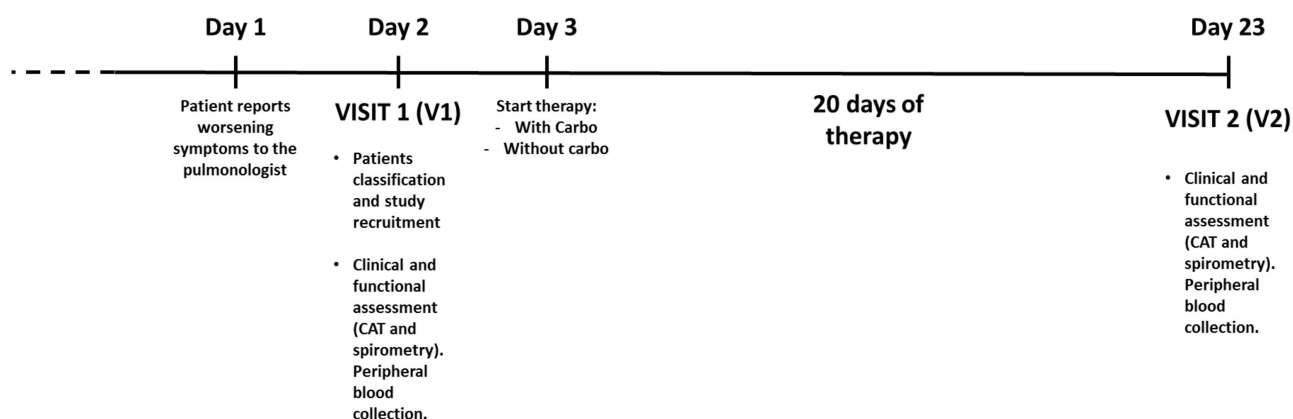 Day 1
Day 2
Day 3
Day 23
Patient reports
worsening
symptoms to the
pulmonologist
VISIT 1 (V1)
• Patients
classification
and study
recruitment
• Clinical and
functional
assessment
(CAT and
spirometry).
Peripheral
blood
collection.
Start therapy:
- With Carbo
- Without carbo
20 days of
therapy
VISIT 2 (V2)
• Clinical and
functional
assessment
(CAT and
spirometry).
Peripheral
blood
collection.